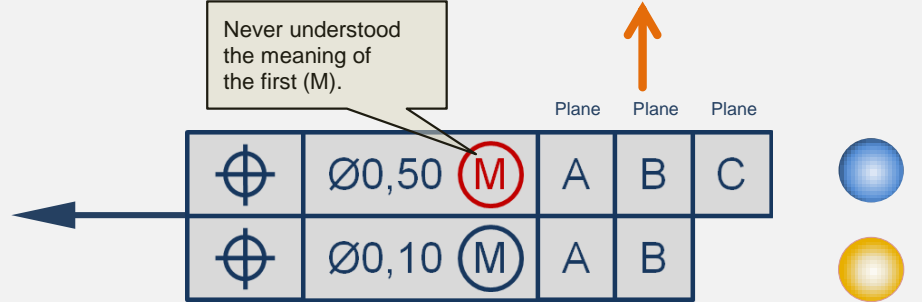 Never understood
the meaning of
the first (M).
Plane Plane Plane
⌖ Ø0,50 Ⓜ A B C
⌖ Ø0,10 Ⓜ A B